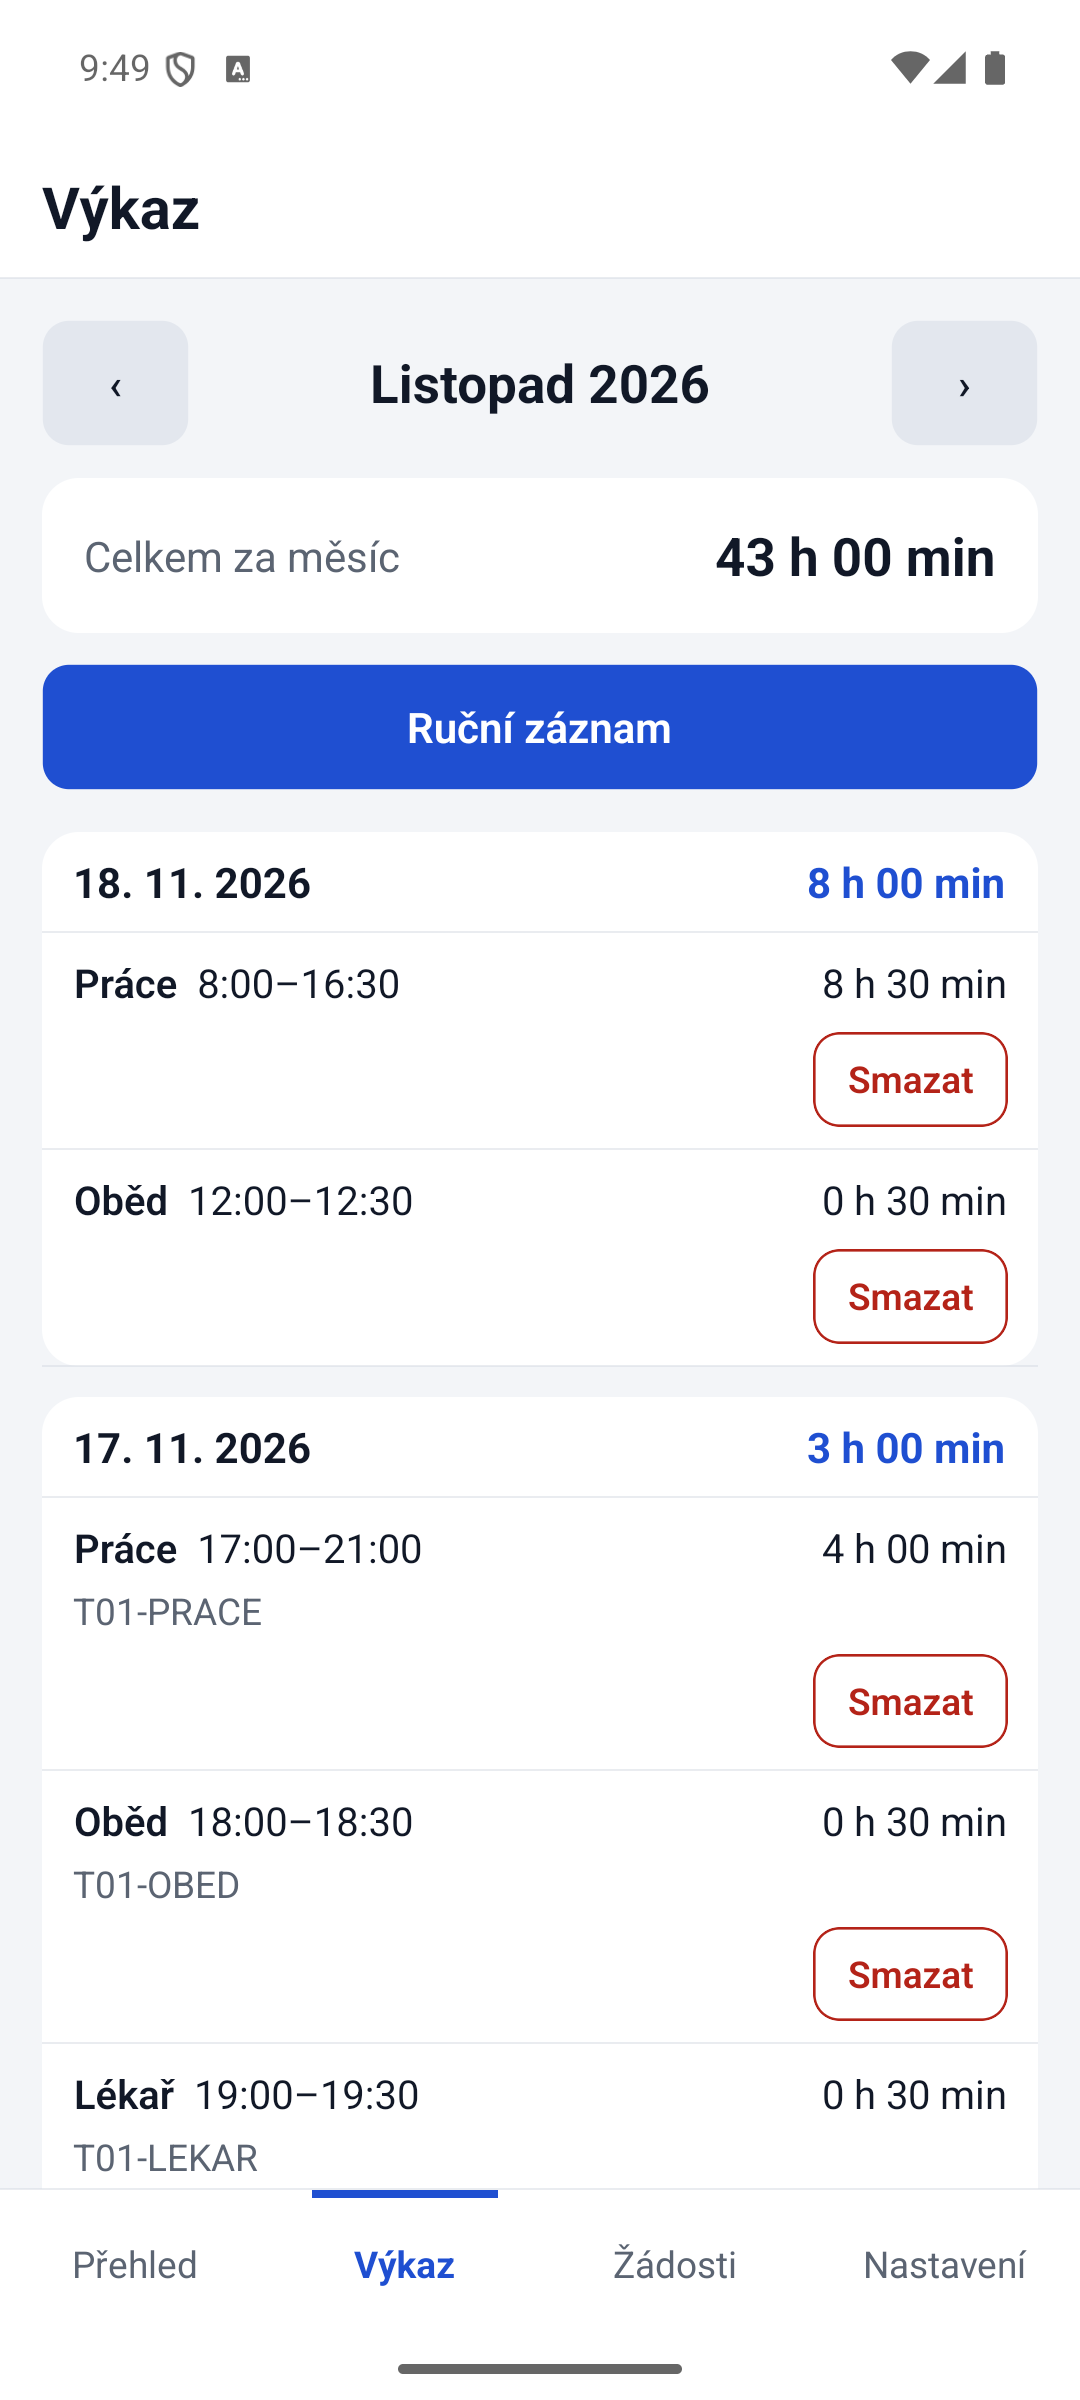 9:49
Výkaz
‹ Listopad 2026 ›
Celkem za měsíc 43 h 00 min
Ruční záznam
18. 11. 2026 8 h 00 min
Práce 8:00–16:30 8 h 30 min
Smazat
Oběd 12:00–12:30 0 h 30 min
Smazat
17. 11. 2026 3 h 00 min
Práce 17:00–21:00 4 h 00 min
T01-PRACE
Smazat
Oběd 18:00–18:30 0 h 30 min
T01-OBED
Smazat
Lékař 19:00–19:30 0 h 30 min
T01-LEKAR
Přehled Výkaz Žádosti Nastavení